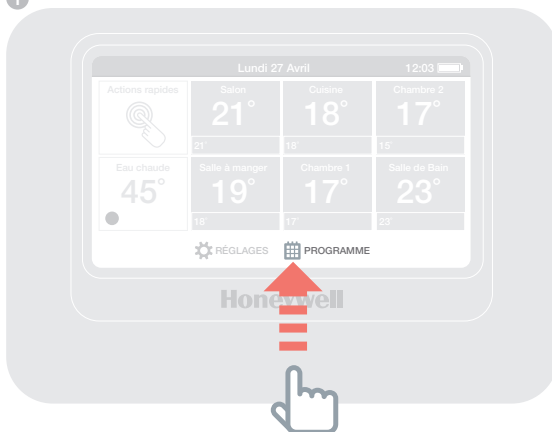 1
Lundi 27 Avril 12:03
Actions rapides Salon Cuisine Chambre 2
21° 18° 17°
21° 18° 15°
Eau chaude Salle à manger Chambre 1 Salle de Bain
45° 19° 17° 23°
18° 17° 23°
RÉGLAGES PROGRAMME
Honeywell